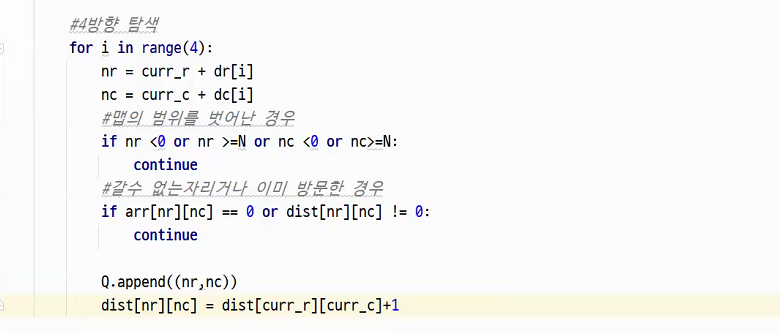 #4방향 탐색
for i in range(4):
    nr = curr_r + dr[i]
    nc = curr_c + dc[i]
    #맵의 범위를 벗어난 경우
    if nr <0 or nr >=N or nc <0 or nc>=N:
        continue
    #갈수 없는자리거나 이미 방문한 경우
    if arr[nr][nc] == 0 or dist[nr][nc] != 0:
        continue
    Q.append((nr,nc))
    dist[nr][nc] = dist[curr_r][curr_c]+1